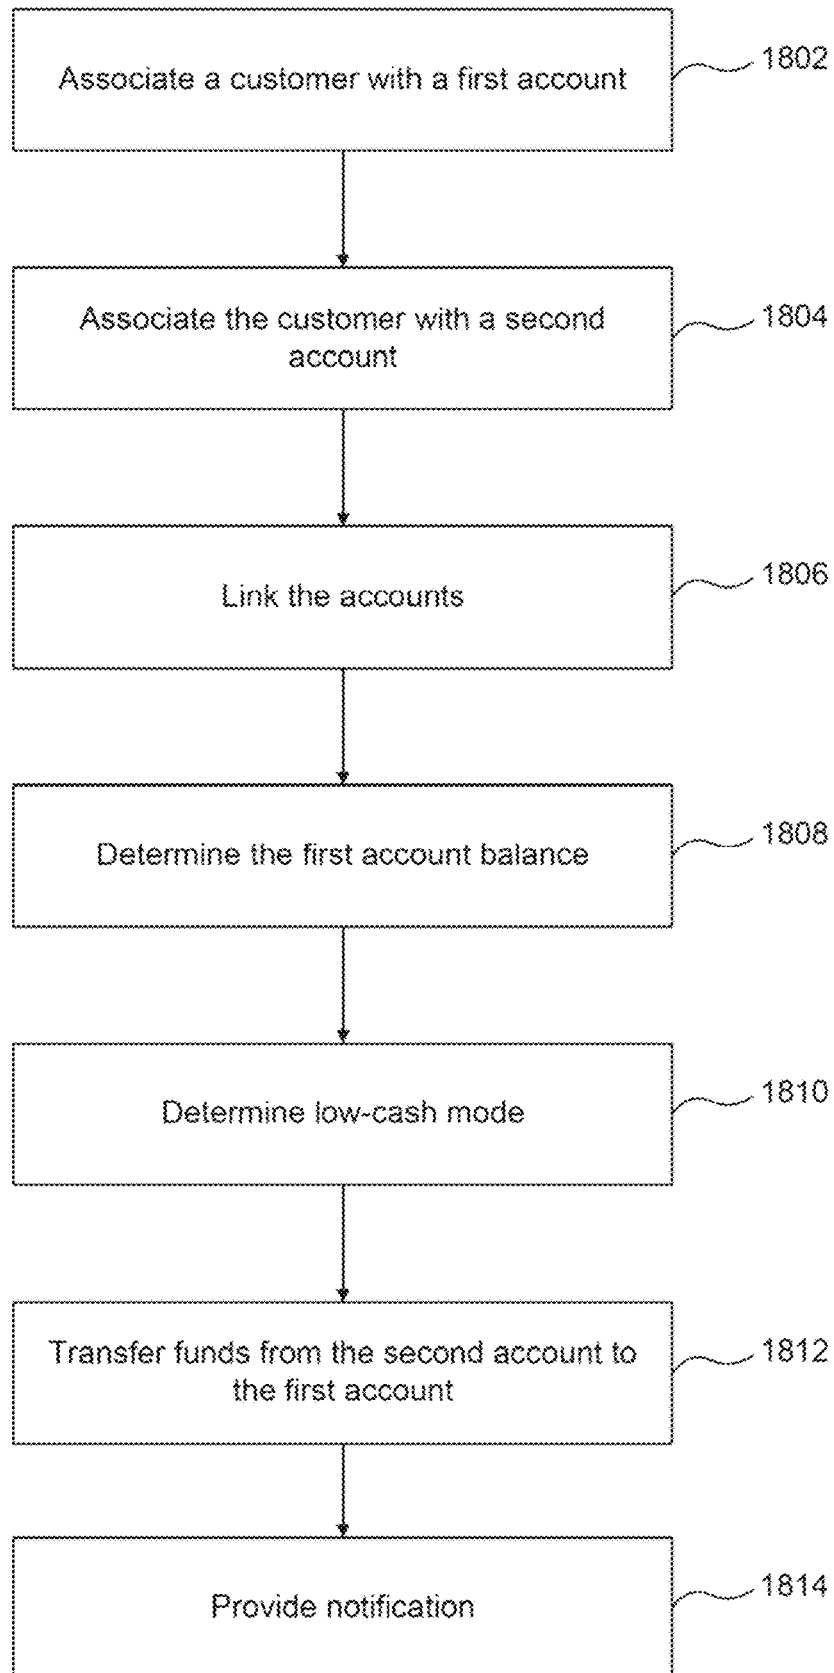 Associate a customer with a first account
1802
Associate the customer with a second
account
1804
Link the accounts
1806
Determine the first account balance
1808
Determine low-cash mode
1810
Transfer funds from the second account to
the first account
1812
Provide notification
1814